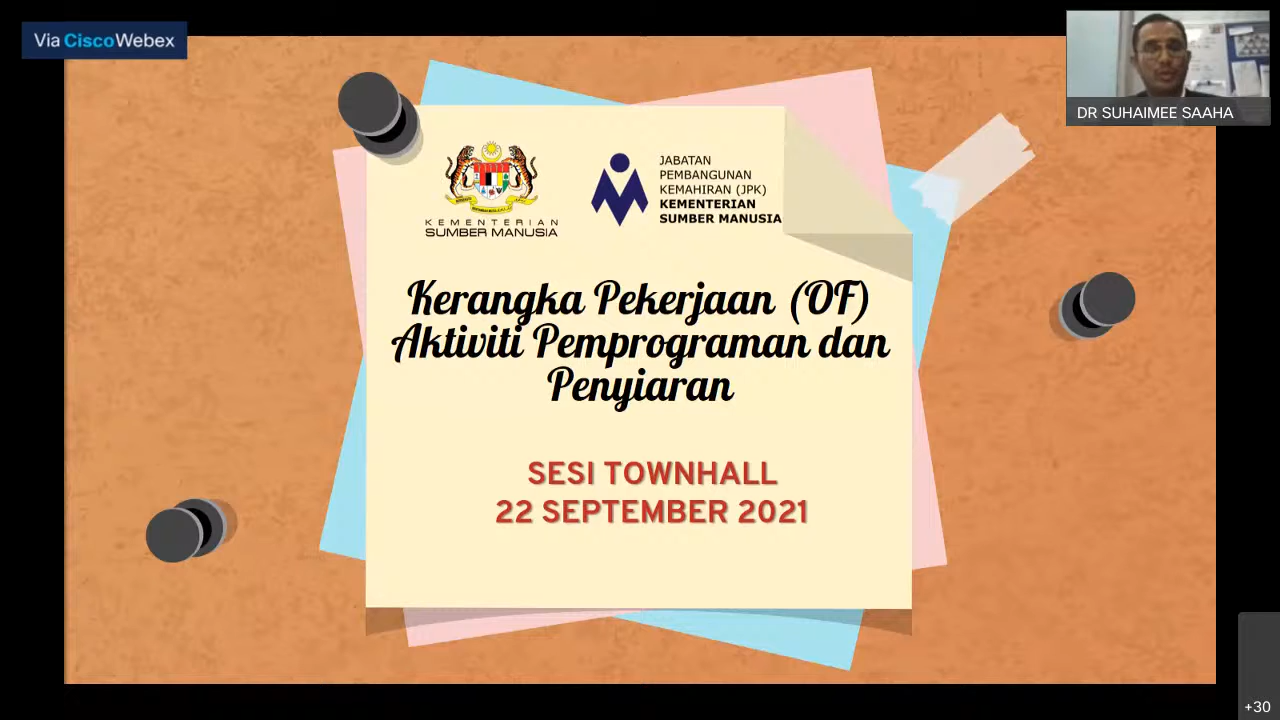 Via CiscoWebex
DR SUHAIMEE SAAHA
KEMENTERIAN
SUMBER MANUSIA
JABATAN
PEMBANGUNAN
KEMAHIRAN (JPK)
KEMENTERIAN
SUMBER MANUSIA
Kerangka Pekerjaan (OF)
Aktiviti Pemprograman dan
Penyiaran
SESI TOWNHALL
22 SEPTEMBER 2021
+30